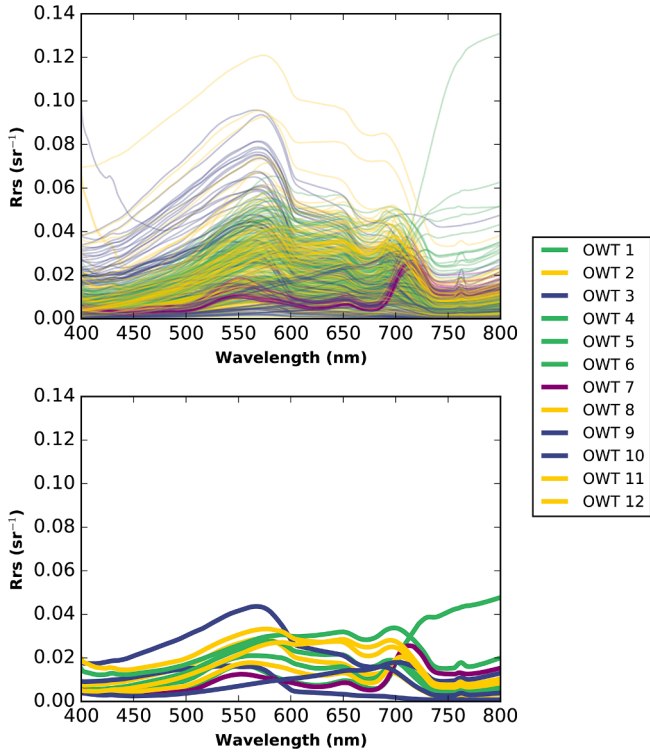 0.14
0.12
0.10
0.08
0.06
0.04
0.02
0.00
Rrs (sr⁻¹)
400 450 500 550 600 650 700 750 800
Wavelength (nm)
OWT 1
OWT 2
OWT 3
OWT 4
OWT 5
OWT 6
OWT 7
OWT 8
OWT 9
OWT 10
OWT 11
OWT 12
0.14
0.12
0.10
0.08
0.06
0.04
0.02
0.00
Rrs (sr⁻¹)
400 450 500 550 600 650 700 750 800
Wavelength (nm)